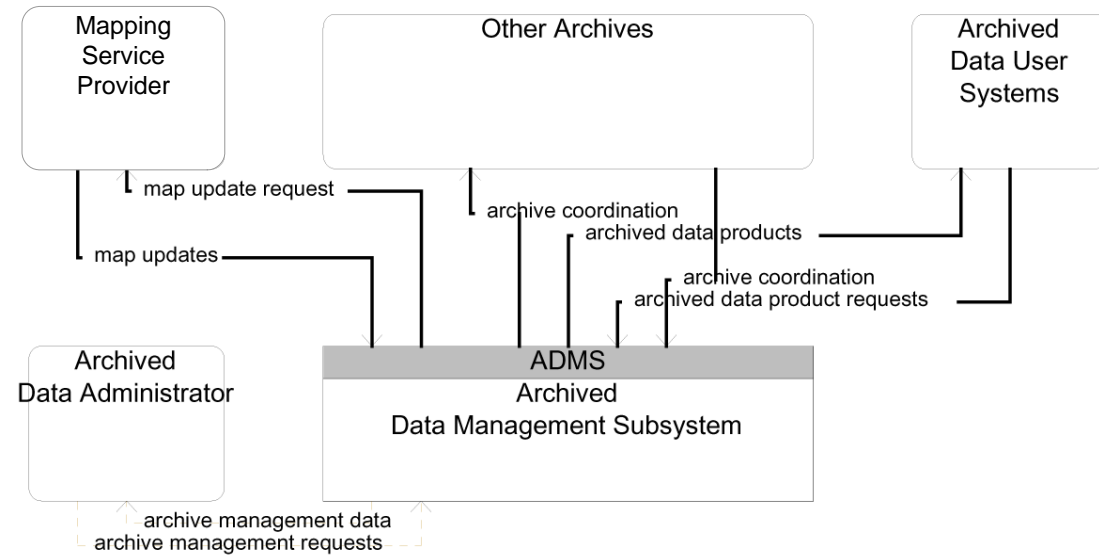 Mapping
Service
Provider
Other Archives
Archived
Data User
Systems
map update request
archive coordination
archived data products
map updates
archive coordination
archived data product requests
ADMS
Archived
Data Administrator
Archived
Data Management Subsystem
archive management data
archive management requests